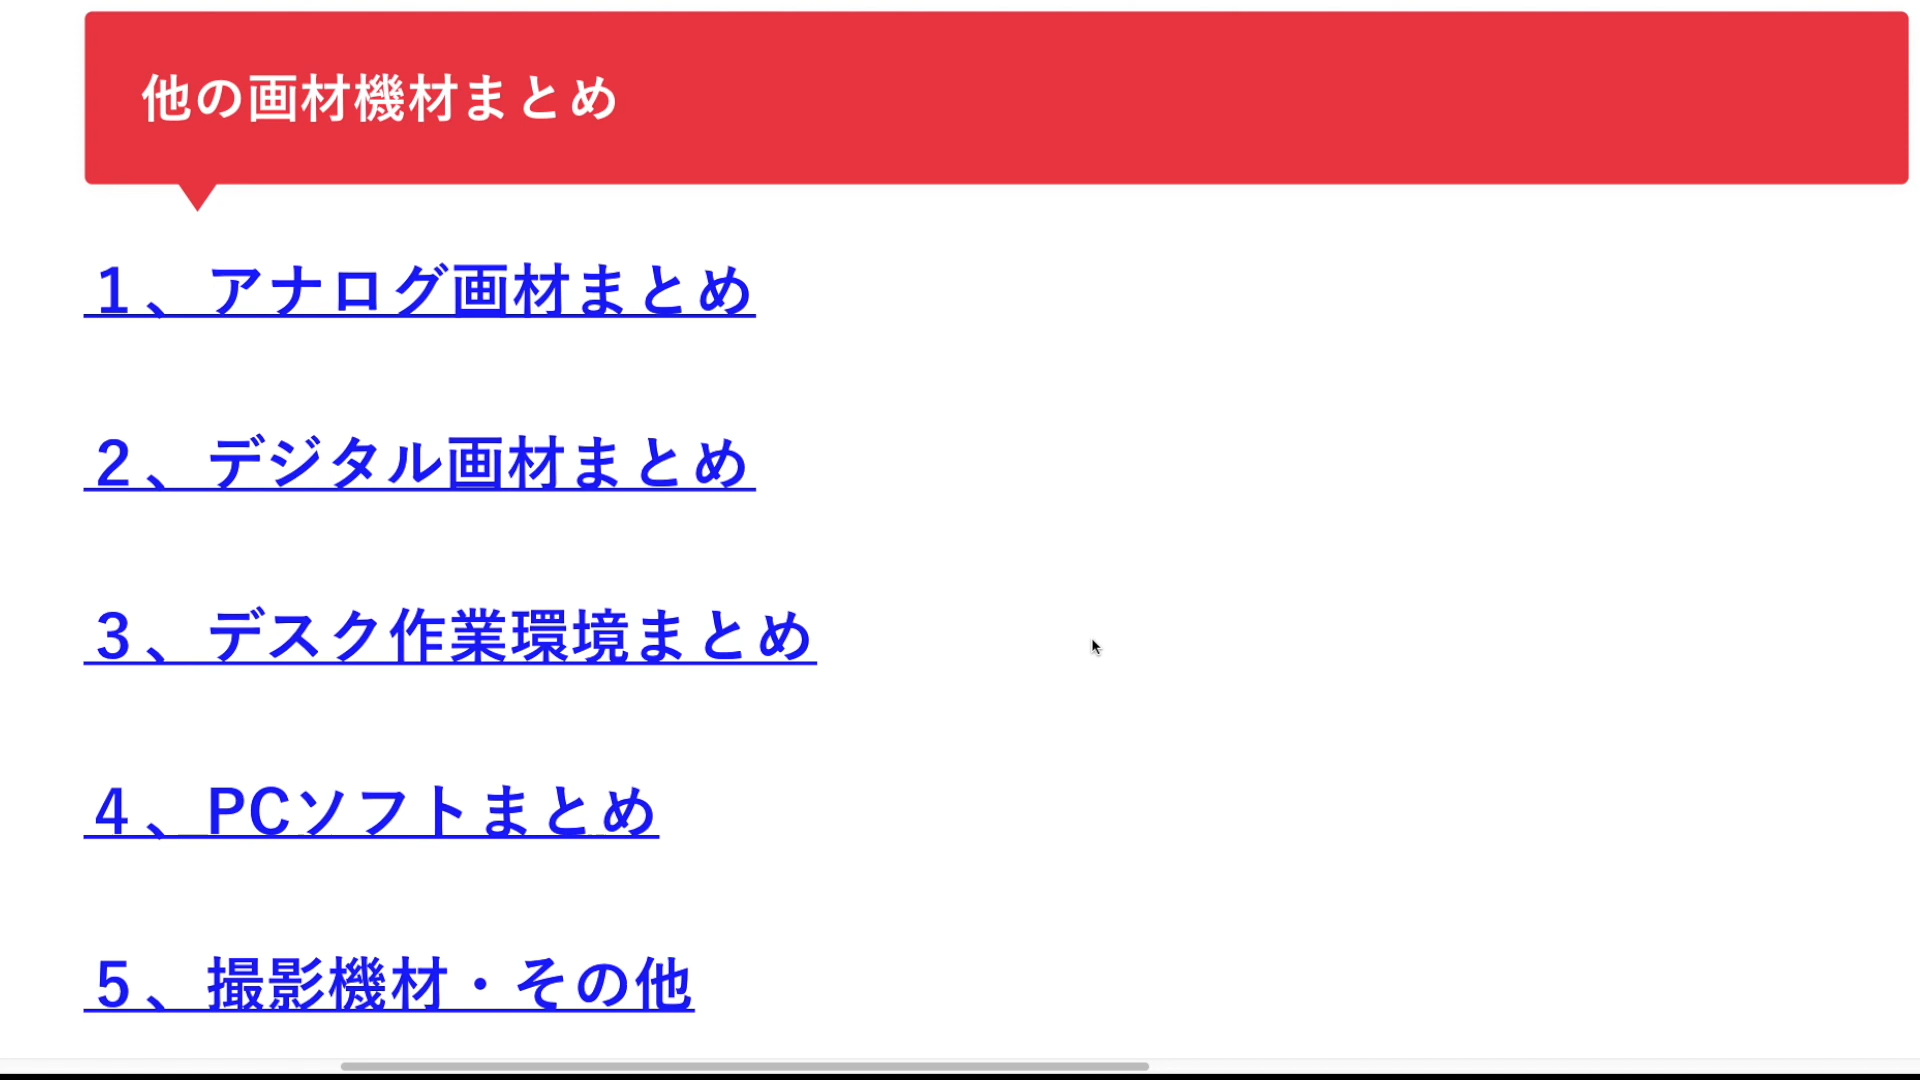 他の画材機材まとめ
１、アナログ画材まとめ
２、デジタル画材まとめ
３、デスク作業環境まとめ
４、PCソフトまとめ
５、撮影機材・その他